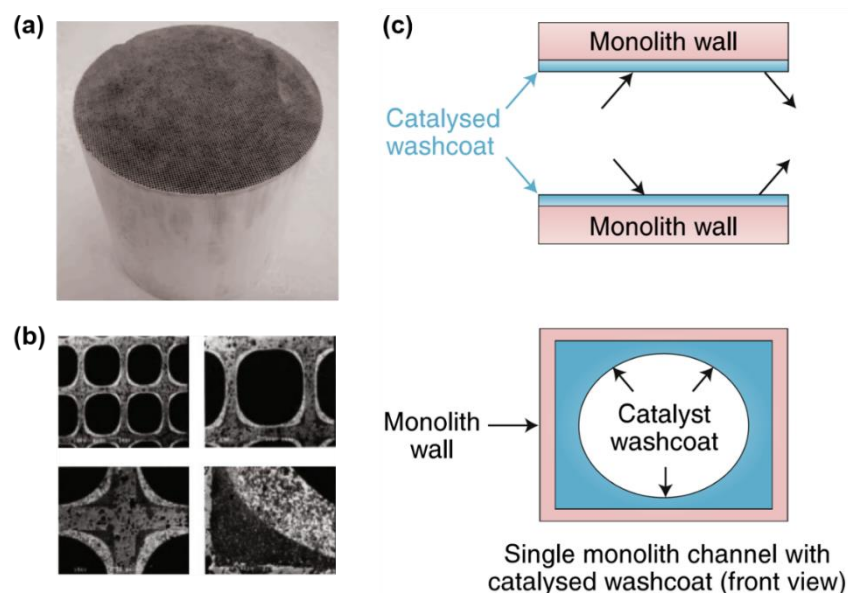 (a)
(b)
(c)
Monolith wall
Catalysed
washcoat
Monolith wall
Monolith
wall
Catalyst
washcoat
Single monolith channel with
catalysed washcoat (front view)